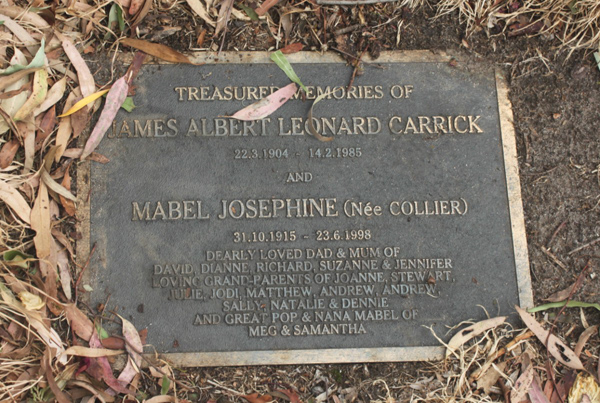 TREASURED MEMORIES OF
JAMES ALBERT LEONARD CARRICK
22.3.1904 - 14.2.1985
AND
MABEL JOSEPHINE (Née COLLIER)
31.10.1915 - 23.6.1998
DEARLY LOVED DAD & MUM OF
DAVID, DIANNE, RICHARD, SUZANNE & JENNIFER
LOVING GRAND-PARENTS OF JOANNE, STEWART,
JULIE, JODI, MATTHEW, ANDREW, ANDREW,
SALLY, NATALIE & DENNIE
AND GREAT POP & NANA MABEL OF
MEG & SAMANTHA